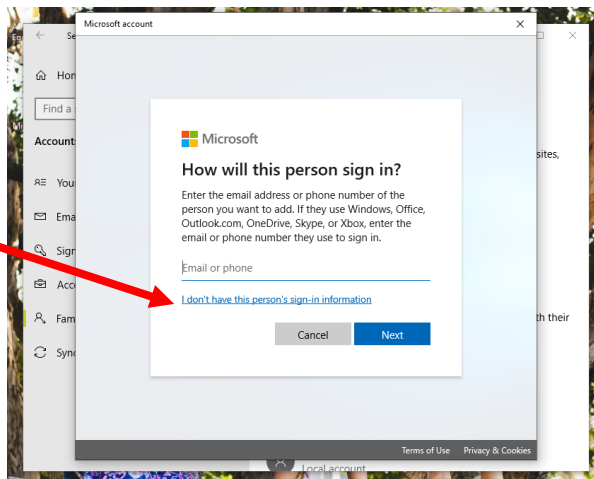 Microsoft account
Se
Hom
Find a s
Accounts
You
Ema
Sign
Acc
Fam
Sync
Microsoft
How will this person sign in?
Enter the email address or phone number of the
person you want to add. If they use Windows, Office,
Outlook.com, OneDrive, Skype, or Xbox, enter the
email or phone number they use to sign in.
Email or phone
I don't have this person's sign-in information
Cancel
Next
sites,
th their
Terms of Use
Privacy & Cookies
Local account